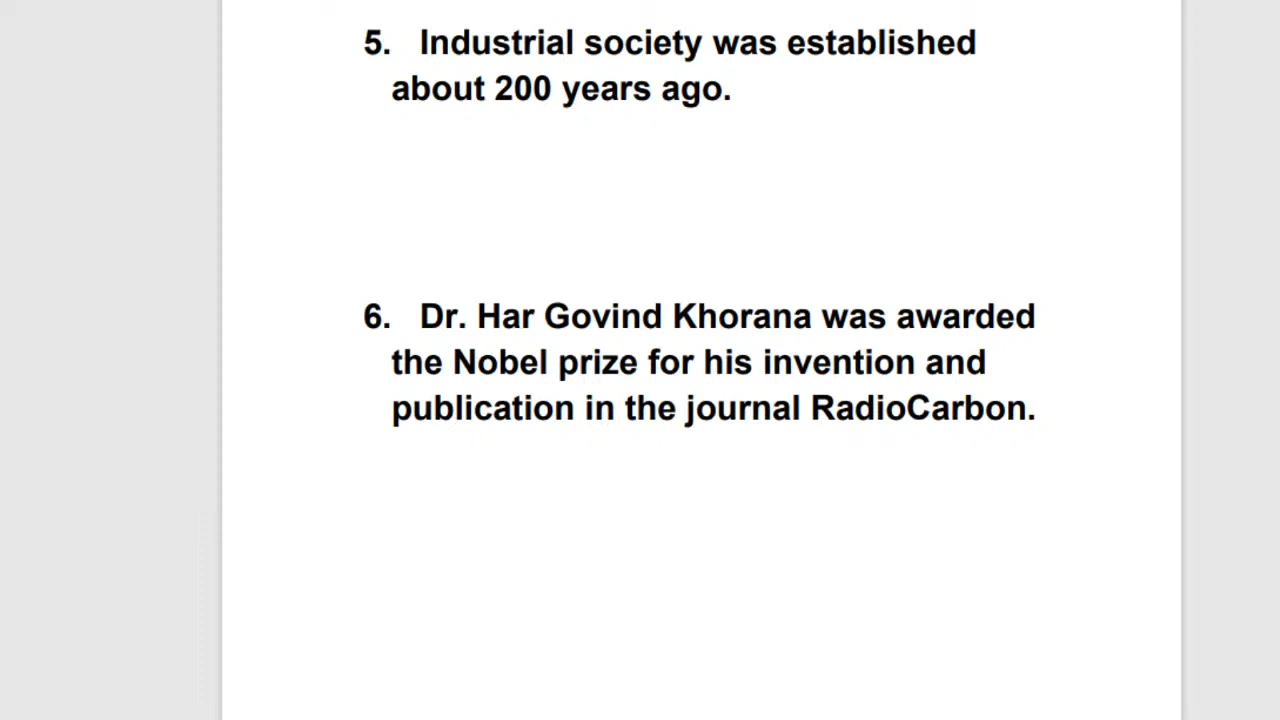 5. Industrial society was established
about 200 years ago.
6. Dr. Har Govind Khorana was awarded
the Nobel prize for his invention and
publication in the journal RadioCarbon.